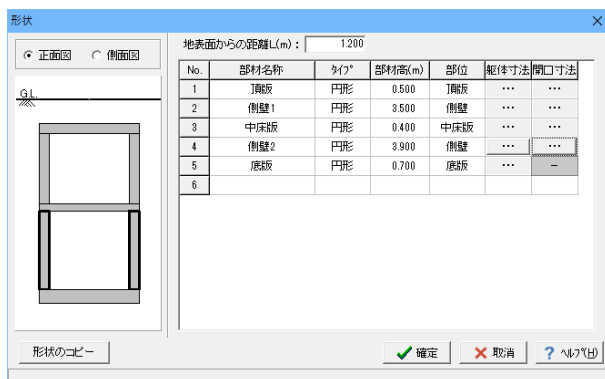 形状
正面図 側面図
地表面からの距離L(m)： 1.200
G.L.
No. 部材名称 ﾀｲﾌﾟ 部材高(m) 部位 躯体寸法 開口寸法
1 頂版 円形 0.500 頂版 … …
2 側壁1 円形 3.500 側壁 … …
3 中床版 円形 0.400 中床版 … …
4 側壁2 円形 3.900 側壁 … …
5 底版 円形 0.700 底版 … −
6
形状のコピー
確定 取消 ? ﾍﾙﾌﾟ(H)